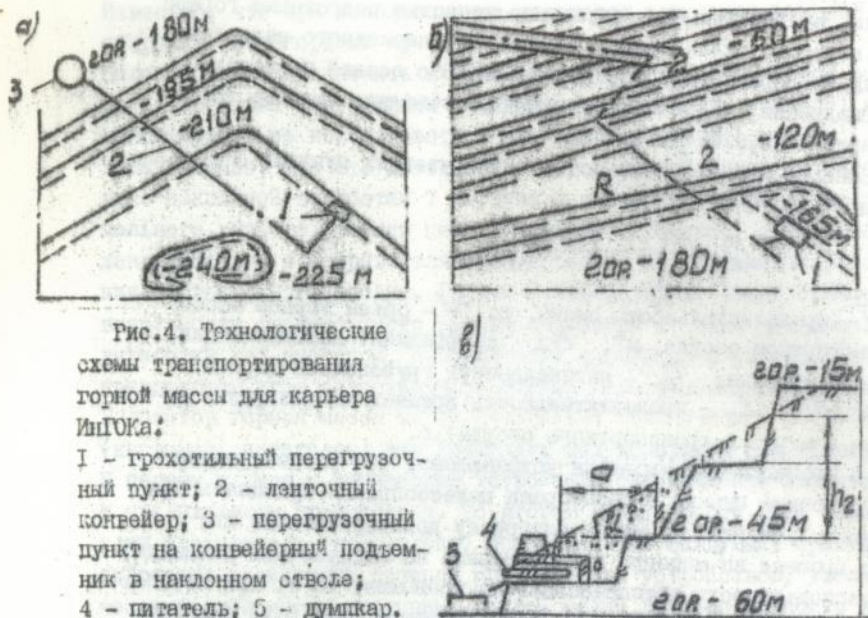 а)
3
гор.-180м
-195м
-210м
2
1
-240м
-225м
б)
-60м
2
-120м
2
R
-165м
1
гор.-180м
Рис.4. Технологические
схемы транспортирования
горной массы для карьера
ИнГОКа:
I - грохотильный перегрузоч-
ный пункт; 2 - ленточный
конвейер; 3 - перегрузочный
пункт на конвейерный подъем-
ник в наклонном стволе;
4 - питатель; 5 - думпкар.
в)
гор.-15м
h2
гор.-45м
4
5
гор.-60м